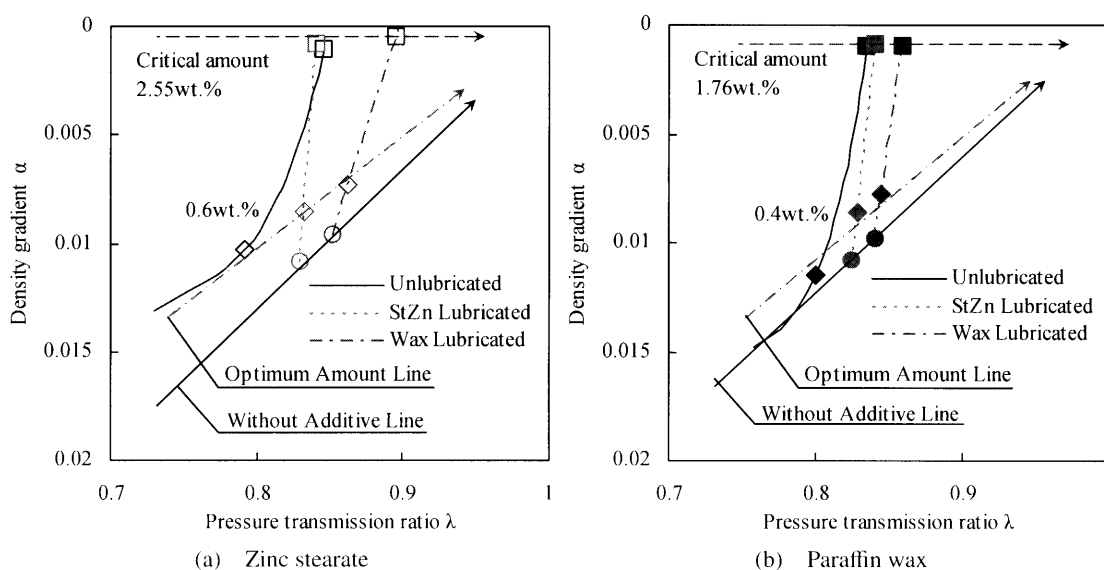 0
Critical amount
2.55wt.%
0.005
0.6wt.%
0.01
Unlubricated
StZn Lubricated
Wax Lubricated
0.015
Optimum Amount Line
Without Additive Line
0.02
0.7
0.8
0.9
1
Density gradient α
Pressure transmission ratio λ
(a) Zinc stearate
0
Critical amount
1.76wt.%
0.005
0.4wt.%
0.01
Unlubricated
StZn Lubricated
Wax Lubricated
0.015
Optimum Amount Line
Without Additive Line
0.02
0.7
0.8
0.9
Density gradient α
Pressure transmission ratio λ
(b) Paraffin wax